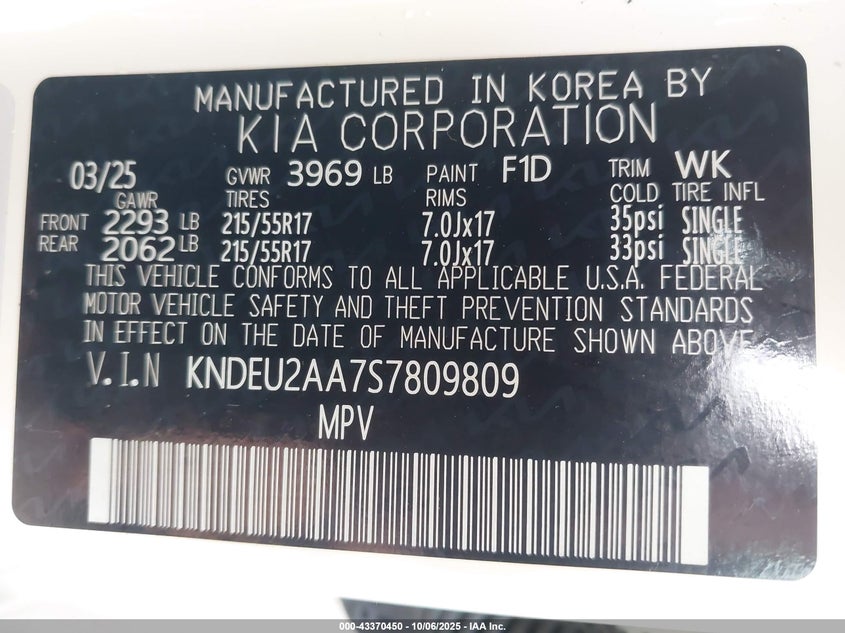 MANUFACTURED IN KOREA BY
KIA CORPORATION
03/25 GVWR 3969 LB PAINT F1D TRIM WK
GAWR TIRES RIMS COLD TIRE INFL
FRONT 2293 LB 215/55R17 7.0Jx17 35psi SINGLE
REAR 2062 LB 215/55R17 7.0Jx17 33psi SINGLE
THIS VEHICLE CONFORMS TO ALL APPLICABLE U.S.A. FEDERAL
MOTOR VEHICLE SAFETY AND THEFT PREVENTION STANDARDS
IN EFFECT ON THE DATE OF MANUFACTURE SHOWN ABOVE.
V.I.N KNDEU2AA7S7809809
MPV
000-43370450 - 10/06/2025 - IAA Inc.